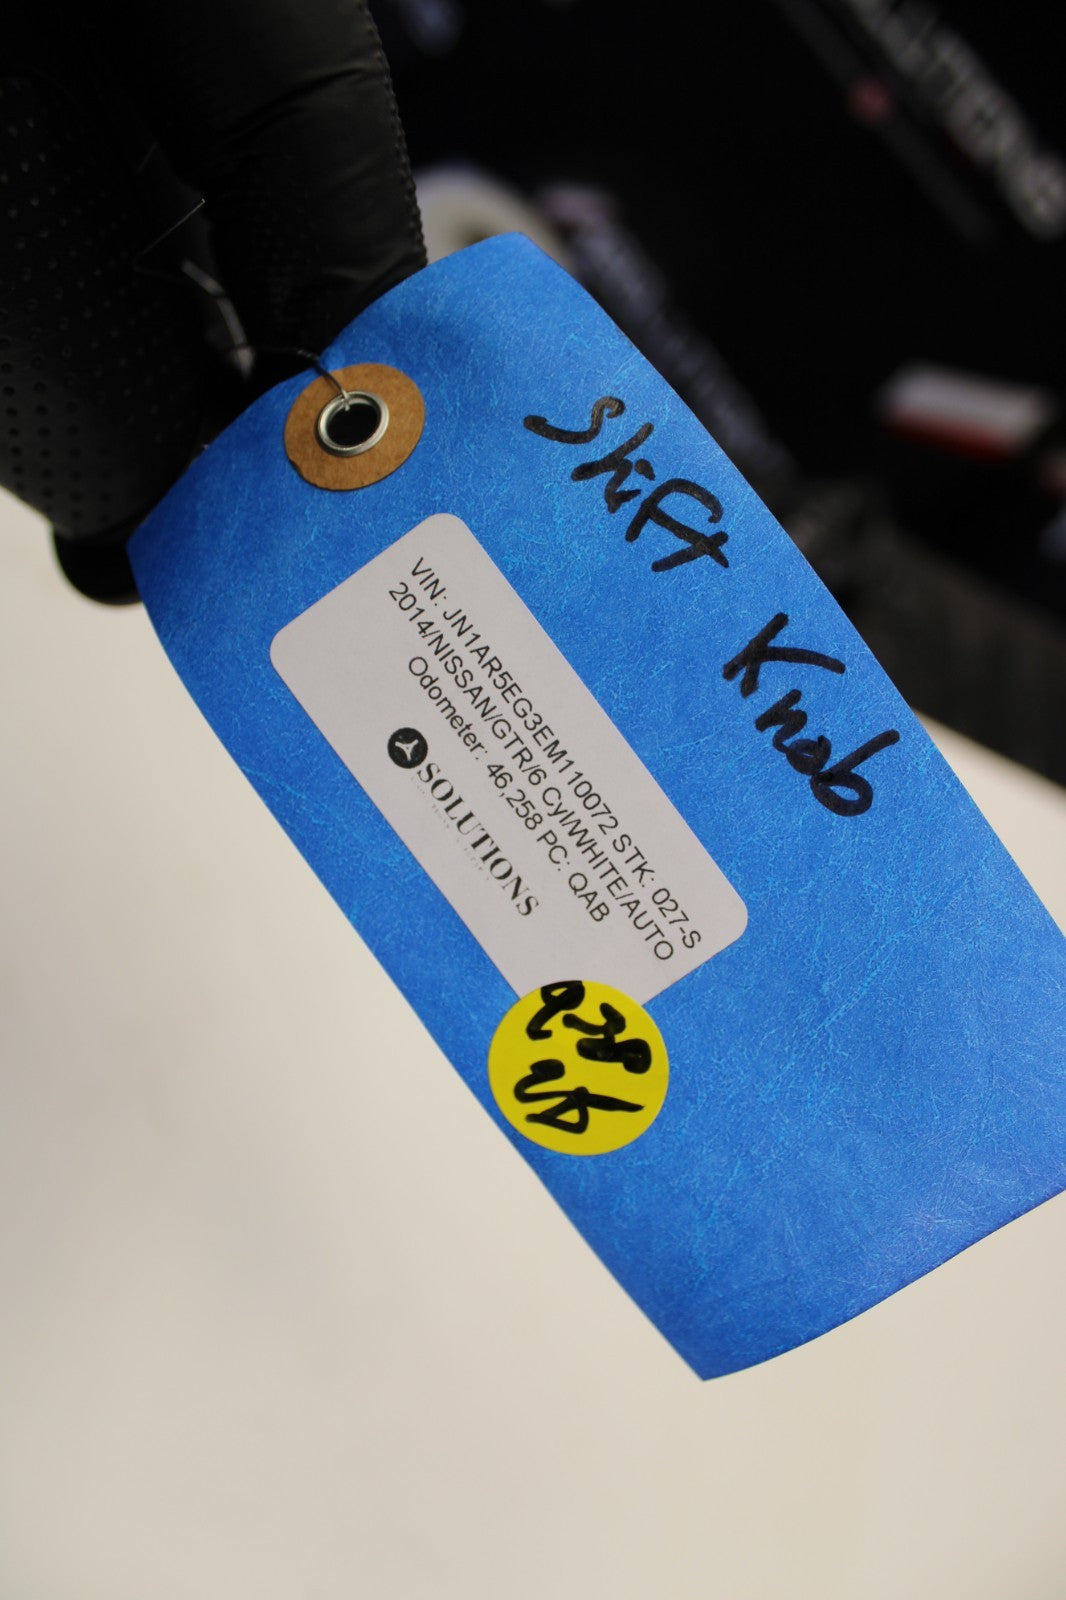 Shift Knob
VIN: JN1AR5EG3EM110072 STK: 027-S
2014/NISSAN/GTR/6 Cyl/WHITE/AUTO
Odometer: 46,258 PC: QAB
SOLUTIONS